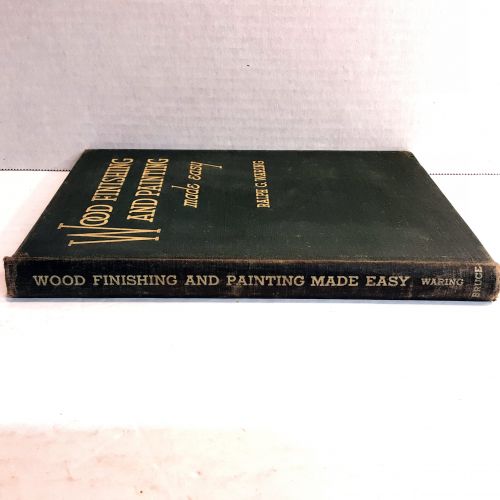 WOOD FINISHING
AND PAINTING
made easy
RALPH G. WARING
WOOD FINISHING AND PAINTING MADE EASY WARING BRUCE